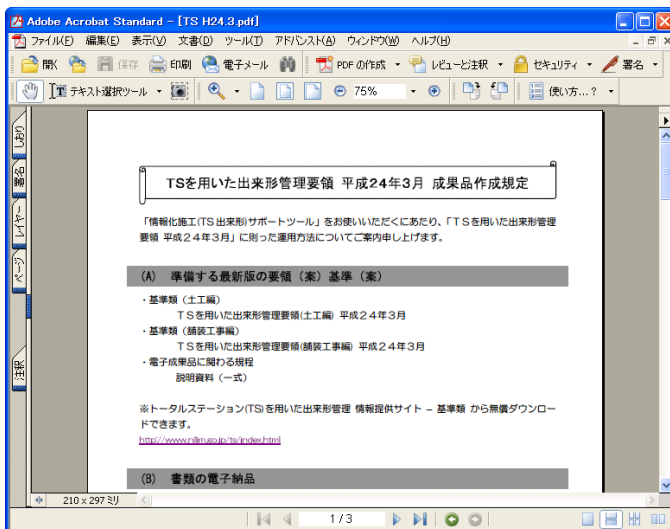 Adobe Acrobat Standard - [TS H24.3.pdf]
ファイル(F) 編集(E) 表示(V) 文書(D) ツール(T) アドバンスト(A) ウィンドウ(W) ヘルプ(H)
開く 保存 印刷 電子メール PDF の作成 レビューと注釈 セキュリティ 署名
テキスト選択ツール 75% 使い方...?
しおり
署名
レイヤー
ページ
注釈
TSを用いた出来形管理要領 平成24年3月 成果品作成規定
「情報化施工(TS出来形)サポートツール」をお使いいただくにあたり、「TSを用いた出来形管理
要領 平成24年3月」に則った運用方法についてご案内申し上げます。
(A) 準備する最新版の要領(案)基準(案)
・基準類(土工編)
TSを用いた出来形管理要領(土工編) 平成24年3月
・基準類(舗装工事編)
TSを用いた出来形管理要領(舗装工事編) 平成24年3月
・電子成果品に関わる規程
説明資料(一式)
※トータルステーション(TS)を用いた出来形管理 情報提供サイト – 基準類 から無償ダウンロー
ドできます。
http://www.nilim.go.jp/ts/index.html
(B) 書類の電子納品
210 x 297 ミリ
1 / 3